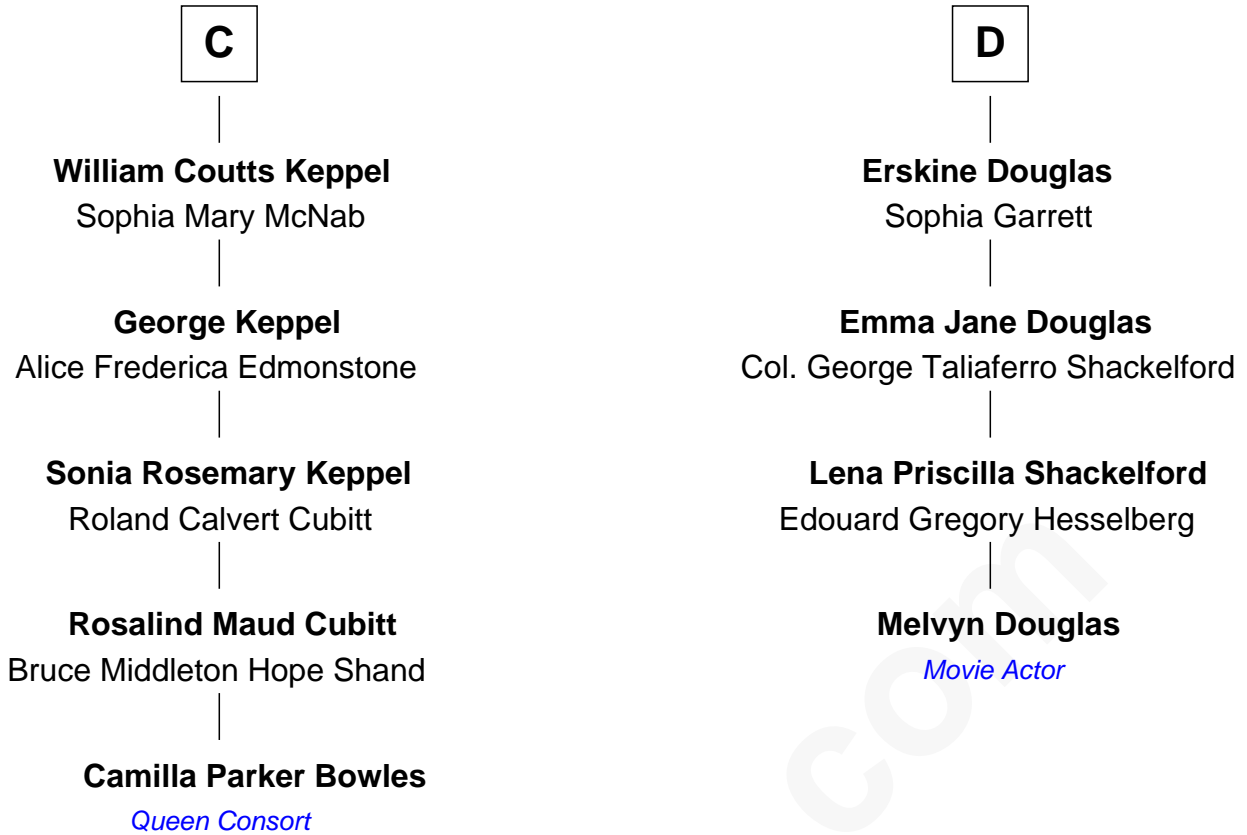 C
William Coutts Keppel
Sophia Mary McNab
George Keppel
Alice Frederica Edmonstone
Sonia Rosemary Keppel
Roland Calvert Cubitt
Rosalind Maud Cubitt
Bruce Middleton Hope Shand
Camilla Parker Bowles
Queen Consort
D
Erskine Douglas
Sophia Garrett
Emma Jane Douglas
Col. George Taliaferro Shackelford
Lena Priscilla Shackelford
Edouard Gregory Hesselberg
Melvyn Douglas
Movie Actor
com